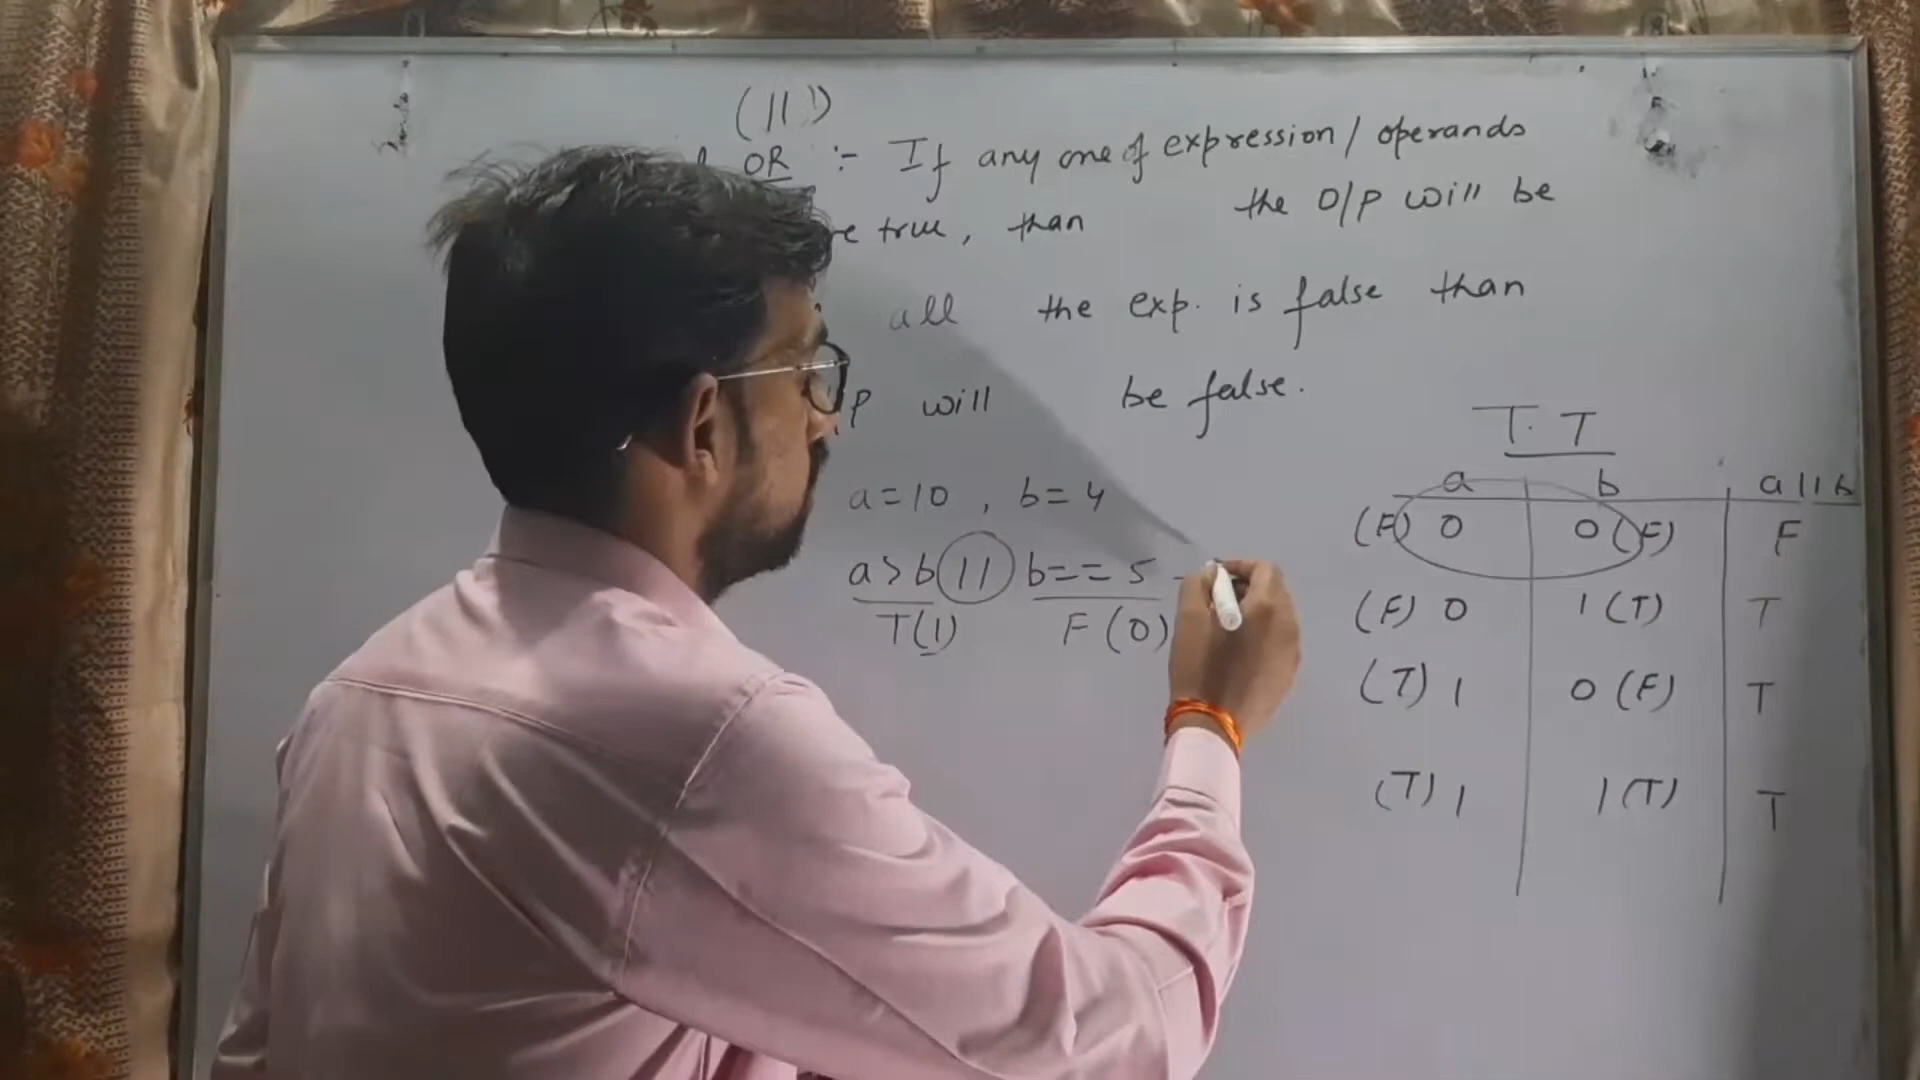 (||)
OR :- If any one of expression / operands
re true, than the O/P will be
all the exp. is false than
P will be false.
T.T
a b a||b
(F) 0 0 (F) F
(F) 0 1 (T) T
(T) 1 0 (F) T
(T) 1 1 (T) T
a=10 , b=4
a>b || b==5
T(1) F(0)